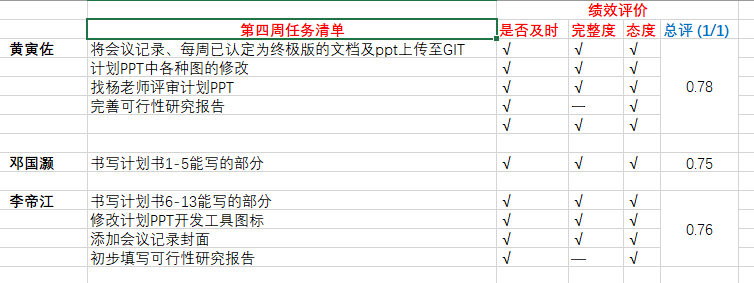 绩效评价
第四周任务清单 是否及时 完整度 态度 总评 (1/1)
黄寅佐 将会议记录、每周已认定为终极版的文档及ppt上传至GIT √ √ √
计划PPT中各种图的修改 √ √ √
找杨老师评审计划PPT √ √ √ 0.78
完善可行性研究报告 √ — √
√ √ √
邓国灏 书写计划书1-5能写的部分 √ √ √ 0.75
李帝江 书写计划书6-13能写的部分 √ √ √
修改计划PPT开发工具图标 √ √ √
0.76
添加会议记录封面 √ √ √
初步填写可行性研究报告 √ — √